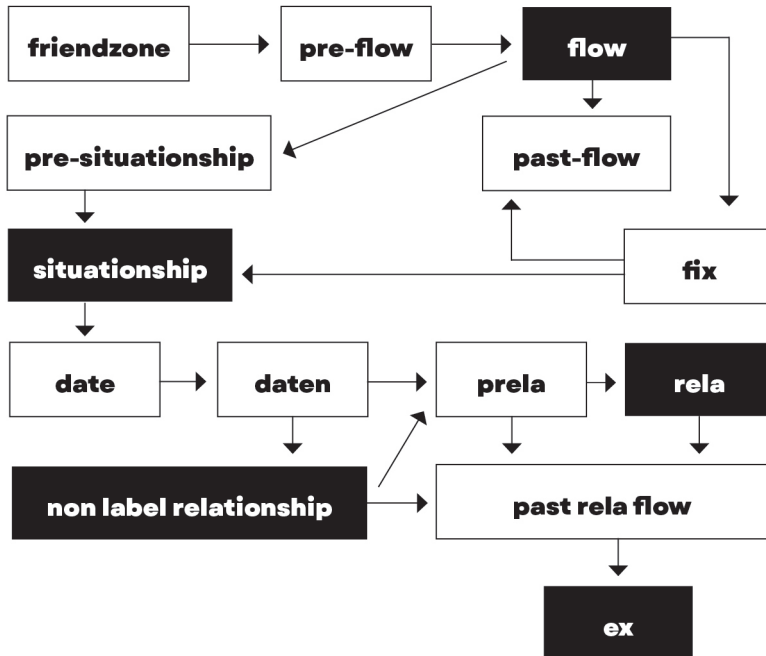 friendzone
pre-flow
flow
pre-situationship
past-flow
situationship
fix
date
daten
prela
rela
non label relationship
past rela flow
ex